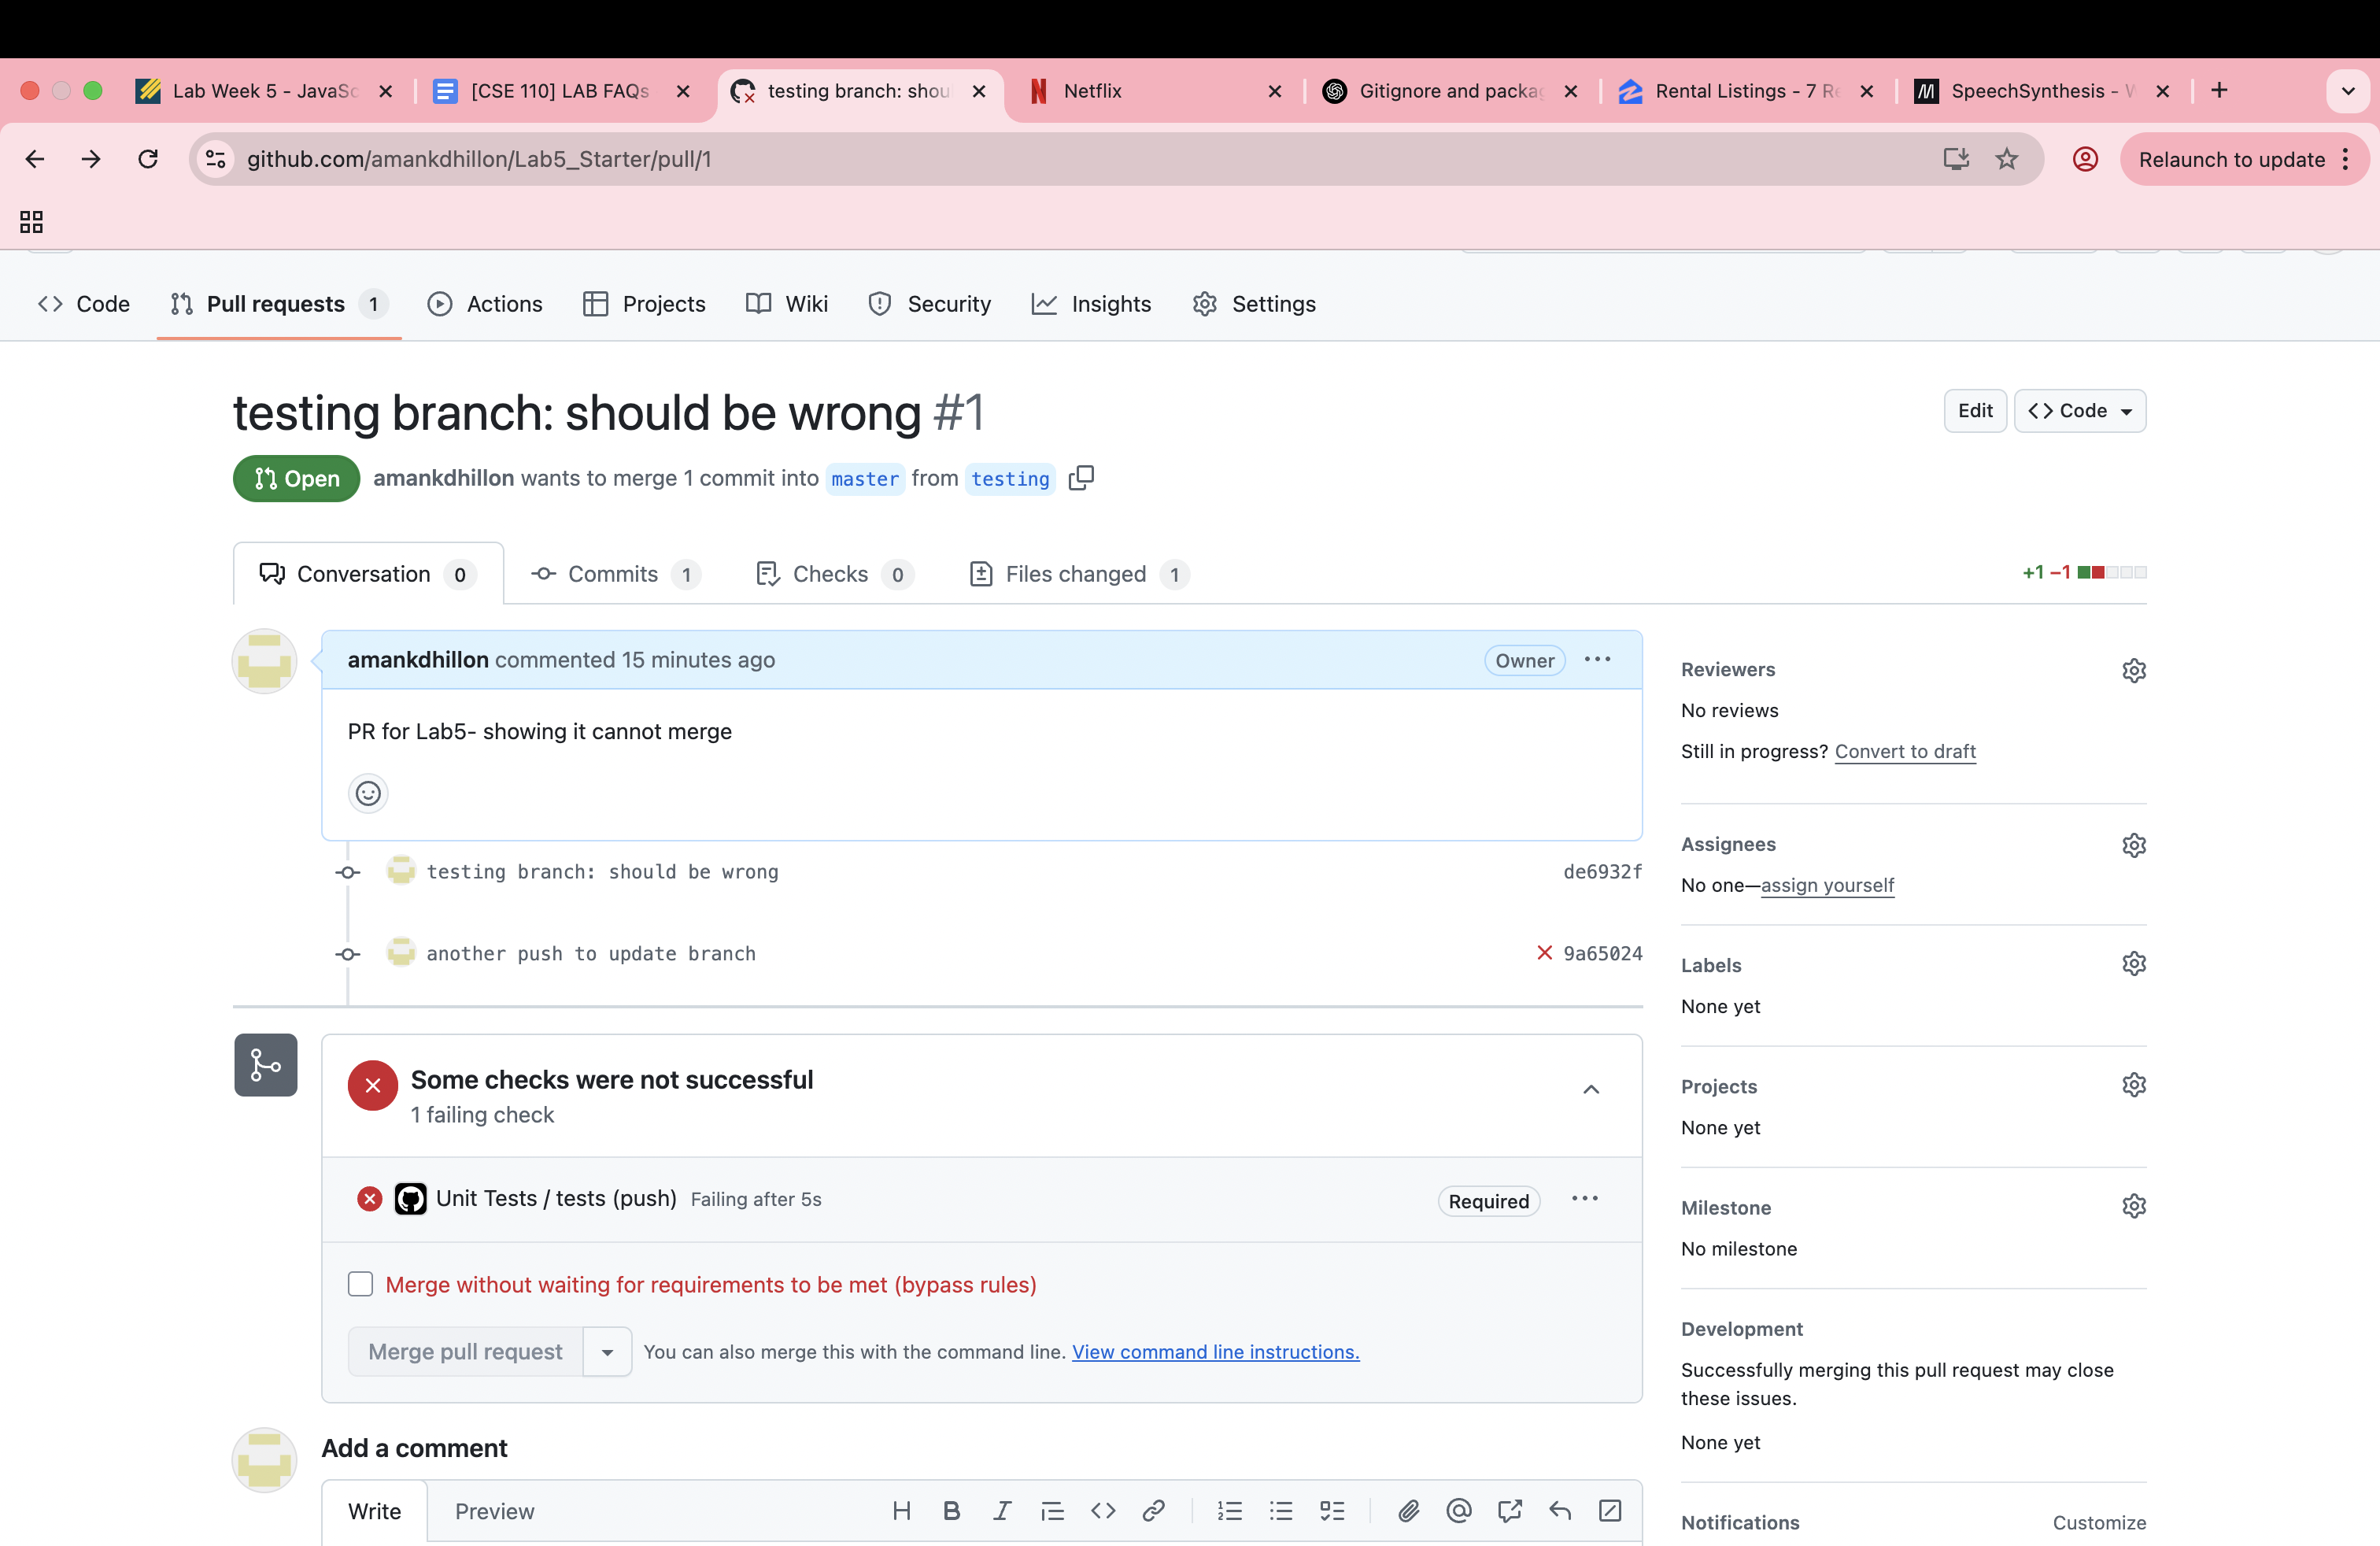 Lab Week 5 - JavaSc
[CSE 110] LAB FAQs
testing branch: shou
Netflix
Gitignore and packag
Rental Listings - 7 Re
SpeechSynthesis - W
github.com/amankdhillon/Lab5_Starter/pull/1
Relaunch to update
Code
Pull requests 1
Actions
Projects
Wiki
Security
Insights
Settings
testing branch: should be wrong #1
Edit
Code
Open
amankdhillon wants to merge 1 commit into master from testing
Conversation 0
Commits 1
Checks 0
Files changed 1
+1 −1
amankdhillon commented 15 minutes ago
Owner
PR for Lab5- showing it cannot merge
testing branch: should be wrong
de6932f
another push to update branch
9a65024
Some checks were not successful
1 failing check
Unit Tests / tests (push) Failing after 5s
Required
Merge without waiting for requirements to be met (bypass rules)
Merge pull request
You can also merge this with the command line. View command line instructions.
Add a comment
Write
Preview
Reviewers
No reviews
Still in progress? Convert to draft
Assignees
No one—assign yourself
Labels
None yet
Projects
None yet
Milestone
No milestone
Development
Successfully merging this pull request may close
these issues.
None yet
Notifications
Customize